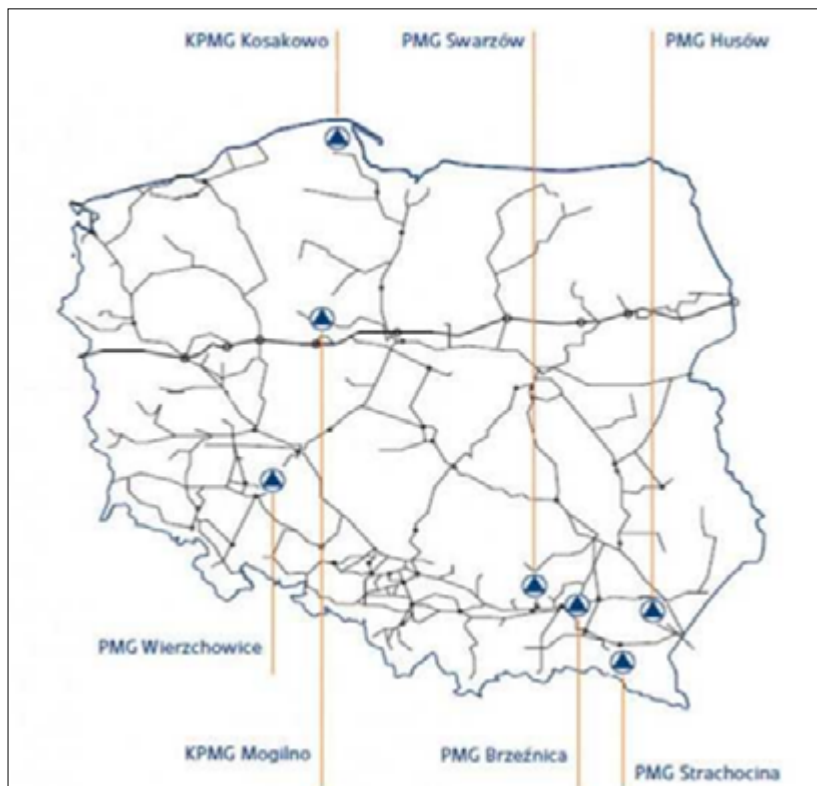 KPMG Kosakowo
PMG Swarzów
PMG Husów
PMG Wierzchowice
KPMG Mogilno
PMG Brzeźnica
PMG Strachocina